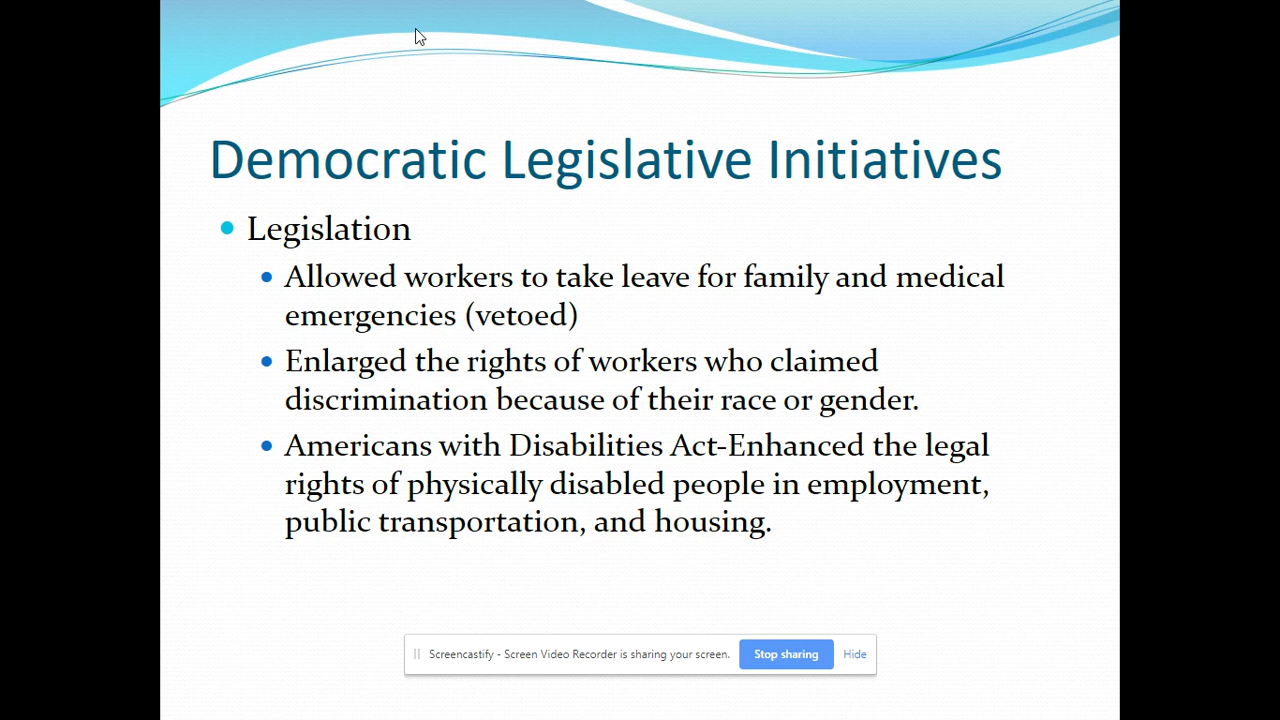 Democratic Legislative Initiatives
Legislation
Allowed workers to take leave for family and medical
emergencies (vetoed)
Enlarged the rights of workers who claimed
discrimination because of their race or gender.
Americans with Disabilities Act-Enhanced the legal
rights of physically disabled people in employment,
public transportation, and housing.
Screencastify - Screen Video Recorder is sharing your screen. Stop sharing Hide